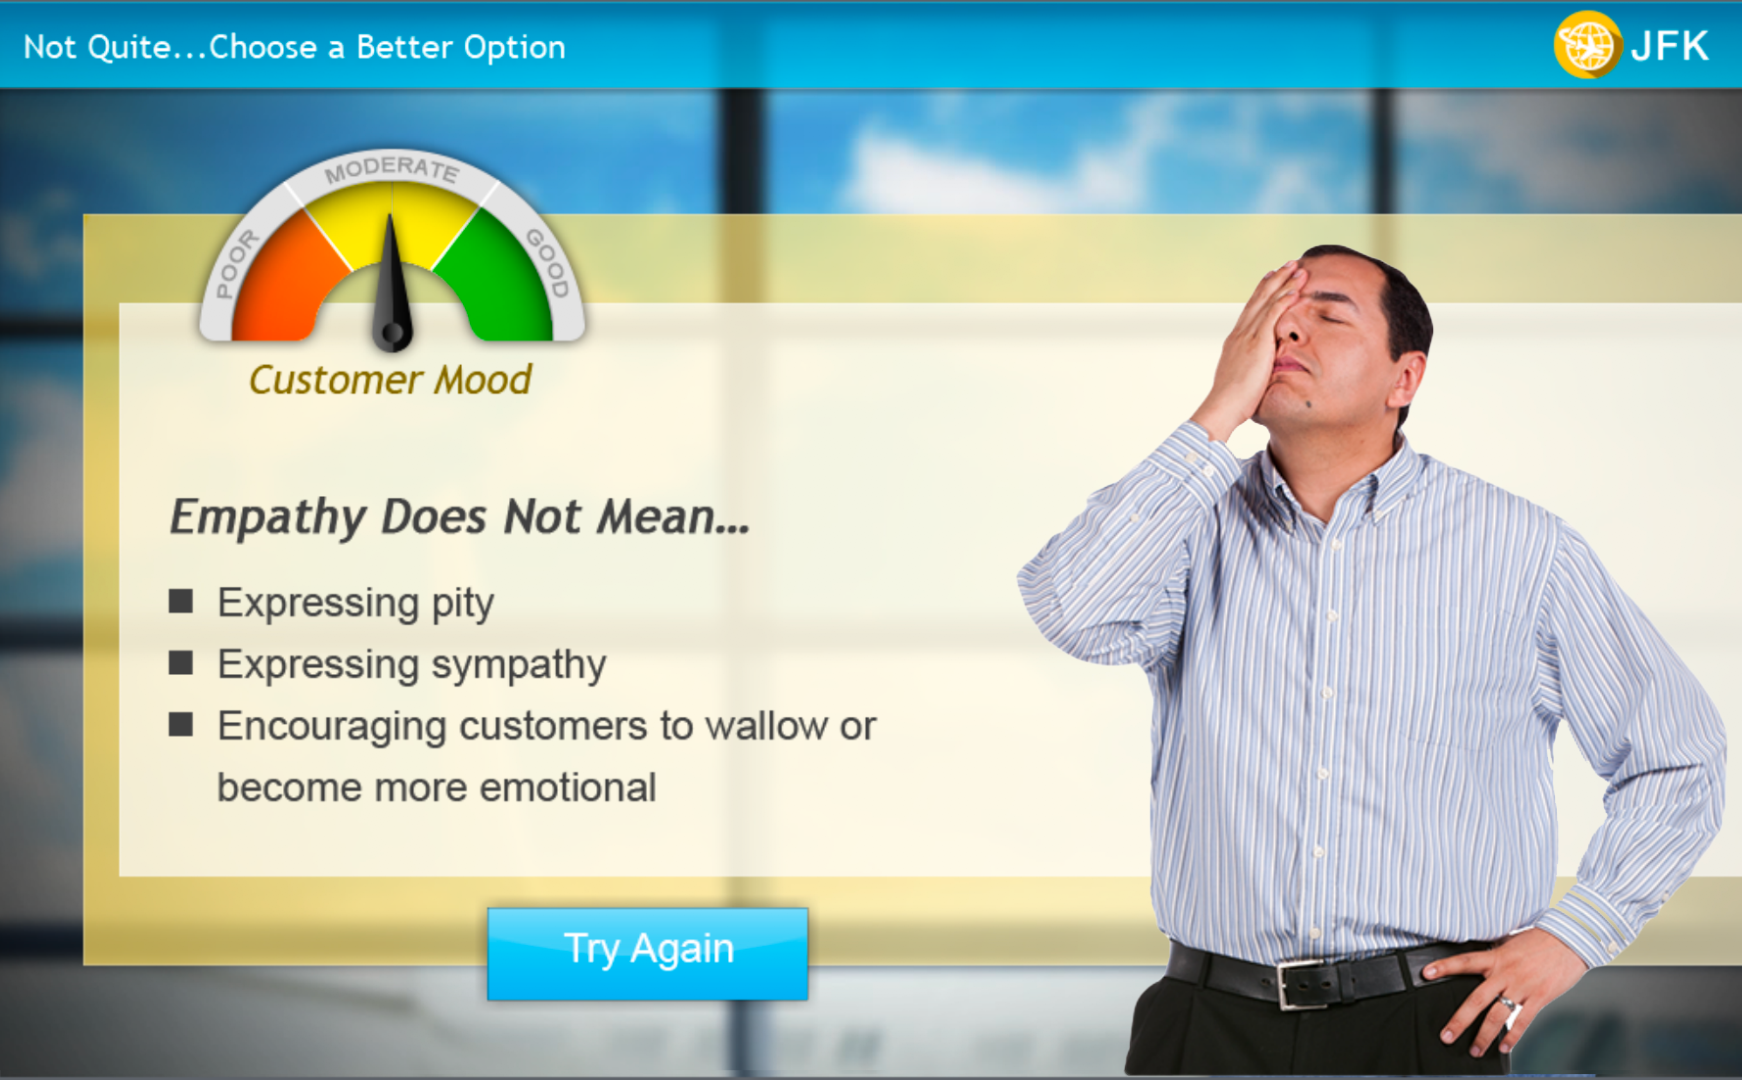 Not Quite...Choose a Better Option
JFK
POOR
MODERATE
GOOD
Customer Mood
Empathy Does Not Mean...
Expressing pity
Expressing sympathy
Encouraging customers to wallow or
become more emotional
Try Again